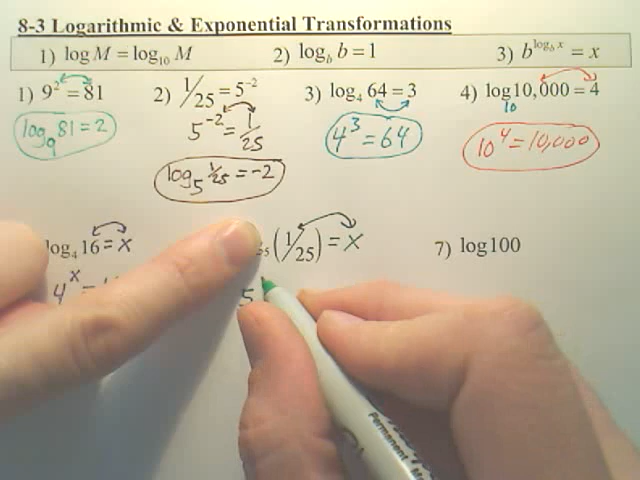 8-3 Logarithmic & Exponential Transformations
1) log M = log₁₀ M 2) log_b b = 1 3) b^(log_b x) = x
1) 9² = 81 2) 1/25 = 5⁻² 3) log₄ 64 = 3 4) log 10,000 = 4
10
5⁻² = 1/25
log₉ 81 = 2 4³ = 64 10⁴ = 10,000
log₅ 1/25 = -2
log₄ 16 = x (1/25) = x 7) log100
4^x = 5
Permanent